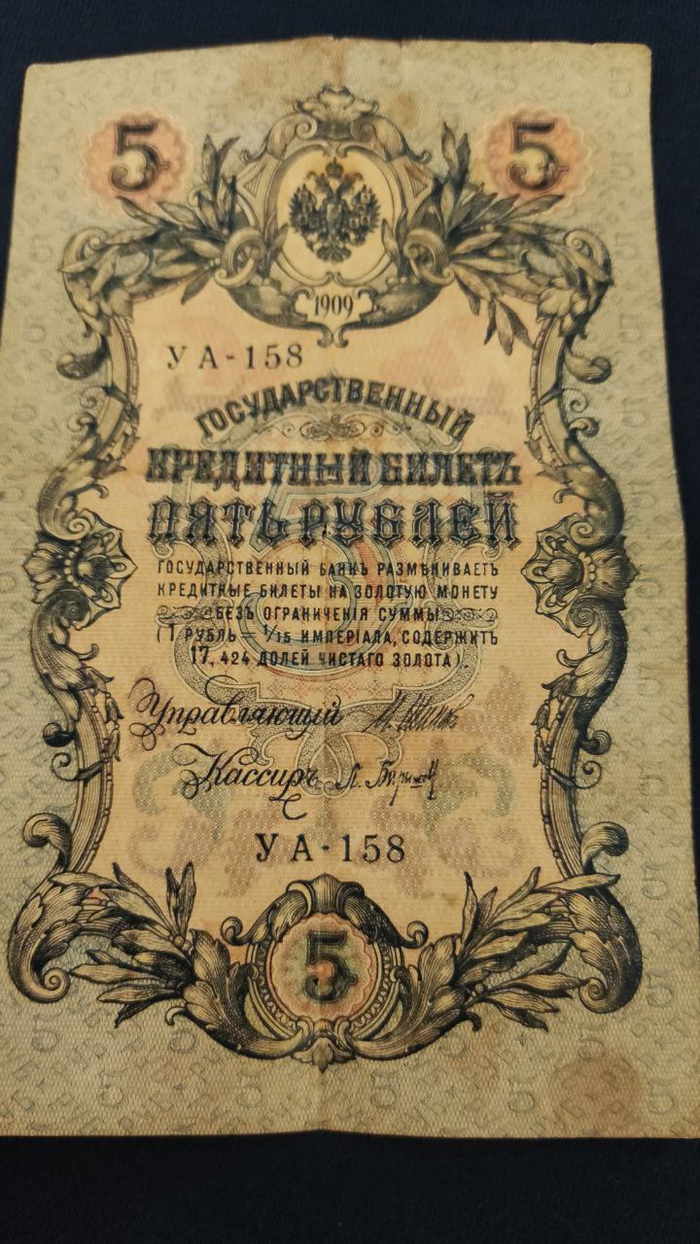 5 5
1909
УА-158
ГОСУДАРСТВЕННЫЙ
КРЕДИТНЫЙ БИЛЕТЪ
ПЯТЬ РУБЛЕЙ
ГОСУДАРСТВЕННЫЙ БАНКЪ РАЗМѢНИВАЕТЪ
КРЕДИТНЫЕ БИЛЕТЫ НА ЗОЛОТУЮ МОНЕТУ
БЕЗЪ ОГРАНИЧЕНІЯ СУММЫ
(1 РУБЛЬ = 1/15 ИМПЕРІАЛА, СОДЕРЖИТЪ
17,424 ДОЛЕЙ ЧИСТАГО ЗОЛОТА).
Управляющій
Кассиръ
УА-158
5